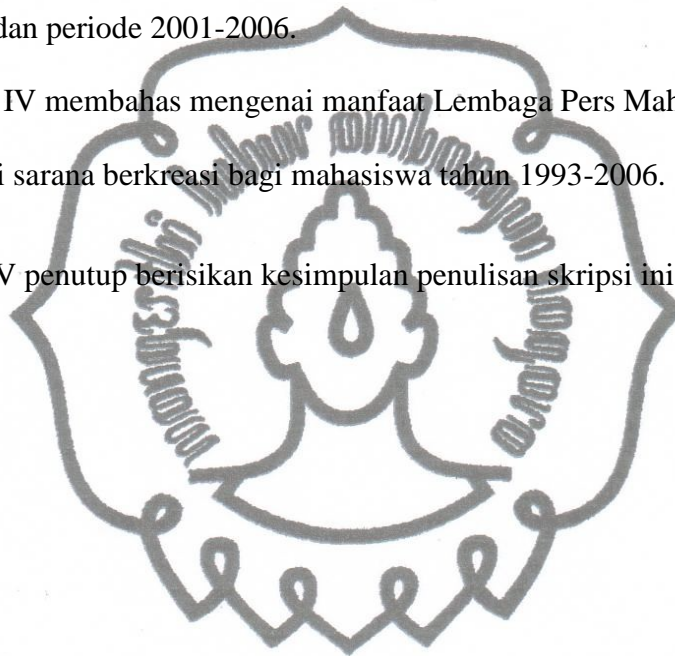 dan periode 2001-2006.
IV membahas mengenai manfaat Lembaga Pers Mah
i sarana berkreasi bagi mahasiswa tahun 1993-2006.
V penutup berisikan kesimpulan penulisan skripsi ini